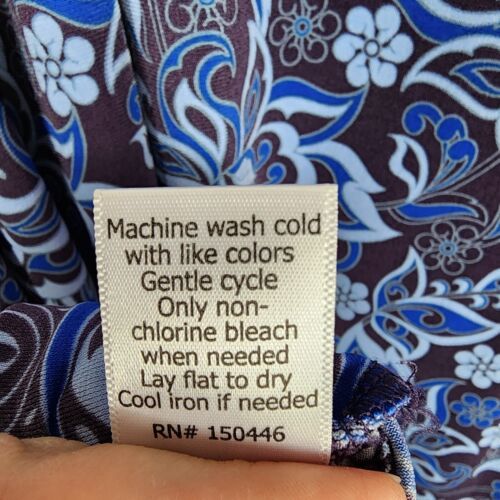 Machine wash cold
with like colors
Gentle cycle
Only non-
chlorine bleach
when needed
Lay flat to dry
Cool iron if needed
RN# 150446